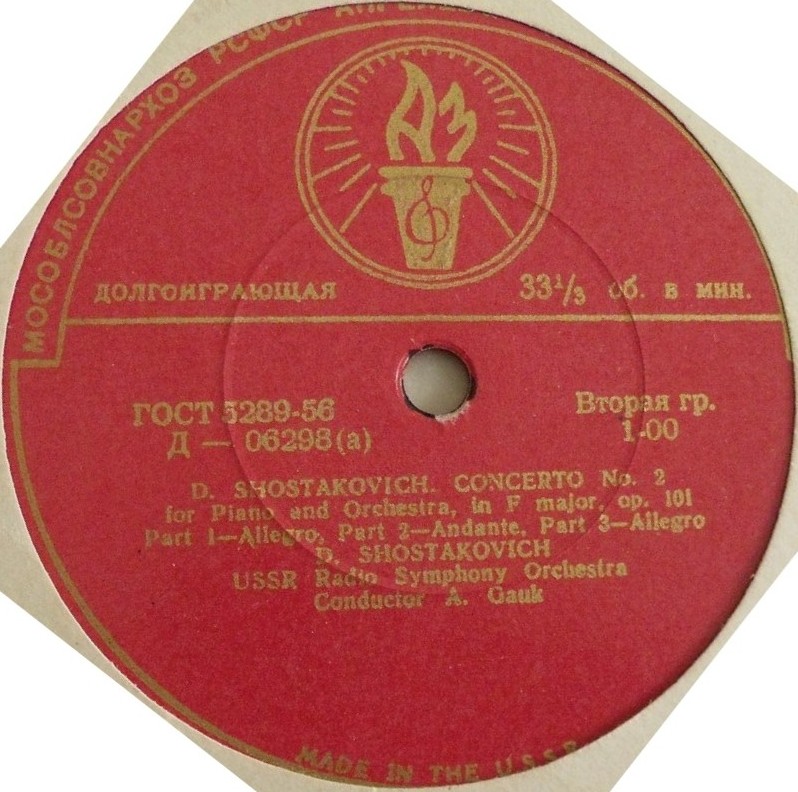 МОСОБЛСОВНАРХОЗ РСФСР
АЗ
ДОЛГОИГРАЮЩАЯ 33⅓ об. в мин.
ГОСТ 5289-56 Вторая гр.
Д — 06298(а) 1-00
D. SHOSTAKOVICH. CONCERTO No. 2
for Piano and Orchestra, in F major, op. 101
Part 1—Allegro, Part 2—Andante, Part 3—Allegro
D. SHOSTAKOVICH
USSR Radio Symphony Orchestra
Conductor A. Gauk
MADE IN THE U.S.S.R.